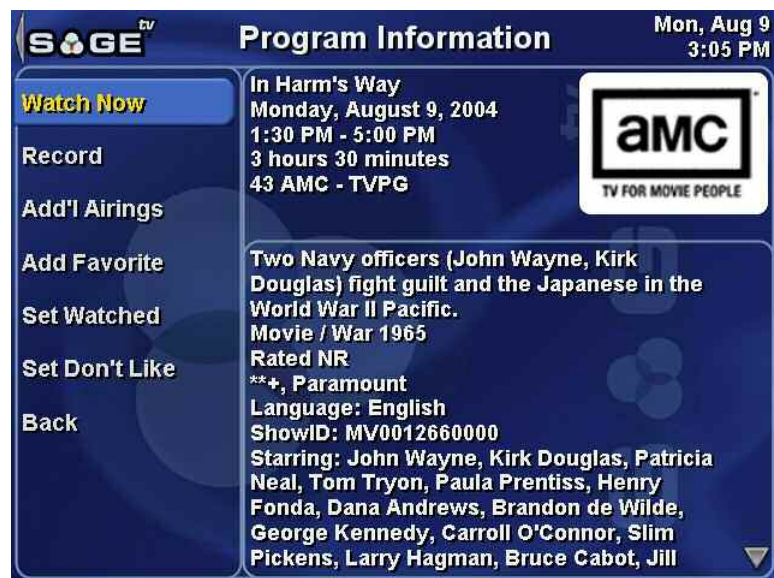 SAGE tv
Program Information
Mon, Aug 9
3:05 PM
Watch Now
Record
Add'l Airings
Add Favorite
Set Watched
Set Don't Like
Back
In Harm's Way
Monday, August 9, 2004
1:30 PM - 5:00 PM
3 hours 30 minutes
43 AMC - TVPG
aMC
TV FOR MOVIE PEOPLE
Two Navy officers (John Wayne, Kirk
Douglas) fight guilt and the Japanese in the
World War II Pacific.
Movie / War 1965
Rated NR
**+, Paramount
Language: English
ShowID: MV0012660000
Starring: John Wayne, Kirk Douglas, Patricia
Neal, Tom Tryon, Paula Prentiss, Henry
Fonda, Dana Andrews, Brandon de Wilde,
George Kennedy, Carroll O'Connor, Slim
Pickens, Larry Hagman, Bruce Cabot, Jill